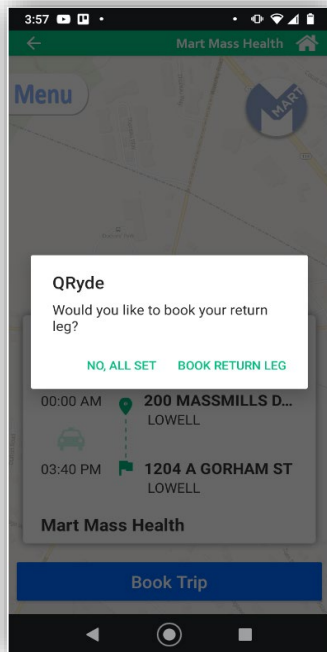 3:57
Mart Mass Health
Menu
MART
QRyde
Would you like to book your return
leg?
NO, ALL SET BOOK RETURN LEG
00:00 AM 200 MASSMILLS D...
LOWELL
03:40 PM 1204 A GORHAM ST
LOWELL
Mart Mass Health
Book Trip